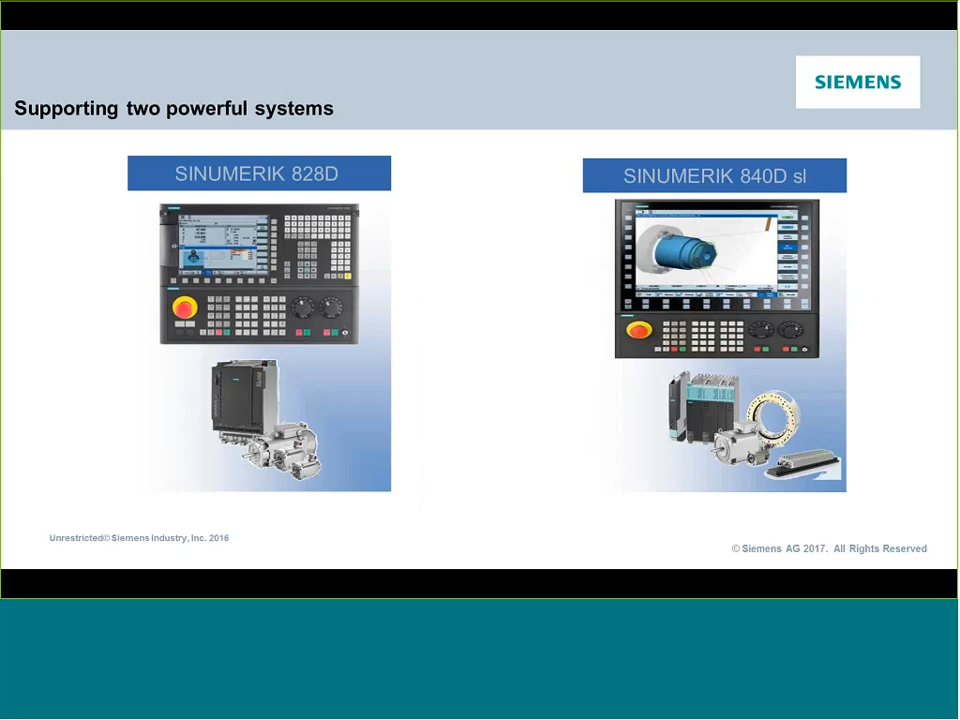 SIEMENS
Supporting two powerful systems
SINUMERIK 828D
SINUMERIK 840D sl
Unrestricted© Siemens Industry, Inc. 2016
© Siemens AG 2017. All Rights Reserved